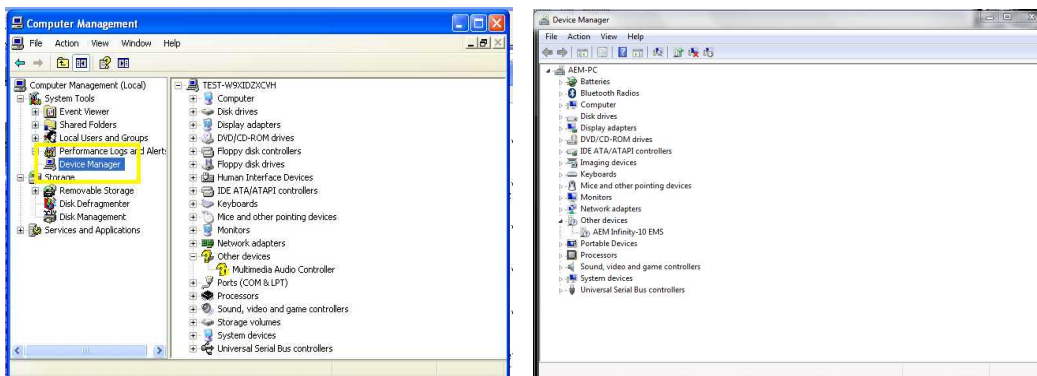 Computer Management
File Action View Window Help
Computer Management (Local)
System Tools
Event Viewer
Shared Folders
Local Users and Groups
Performance Logs and Alert
Device Manager
Storage
Removable Storage
Disk Defragmenter
Disk Management
Services and Applications
TEST-W9XIDZXCVH
Computer
Disk drives
Display adapters
DVD/CD-ROM drives
Floppy disk controllers
Floppy disk drives
Human Interface Devices
IDE ATA/ATAPI controllers
Keyboards
Mice and other pointing devices
Monitors
Network adapters
Other devices
Multimedia Audio Controller
Ports (COM & LPT)
Processors
Sound, video and game controllers
Storage volumes
System devices
Universal Serial Bus controllers
Device Manager
File Action View Help
AEM-PC
Batteries
Bluetooth Radios
Computer
Disk drives
Display adapters
DVD/CD-ROM drives
IDE ATA/ATAPI controllers
Imaging devices
Keyboards
Mice and other pointing devices
Monitors
Network adapters
Other devices
AEM Infinity-10 EMS
Portable Devices
Processors
Sound, video and game controllers
System devices
Universal Serial Bus controllers